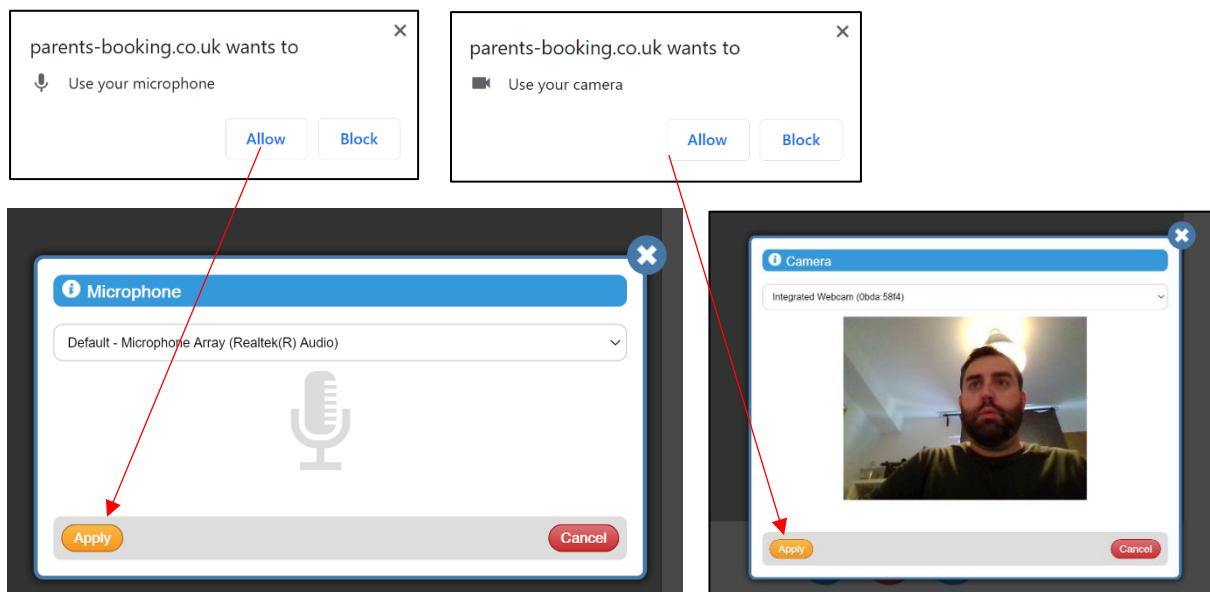 parents-booking.co.uk wants to
Use your microphone
Allow
Block
parents-booking.co.uk wants to
Use your camera
Allow
Block
Microphone
Default - Microphone Array (Realtek(R) Audio)
Apply
Cancel
Camera
Integrated Webcam (0bda:58f4)
Apply
Cancel